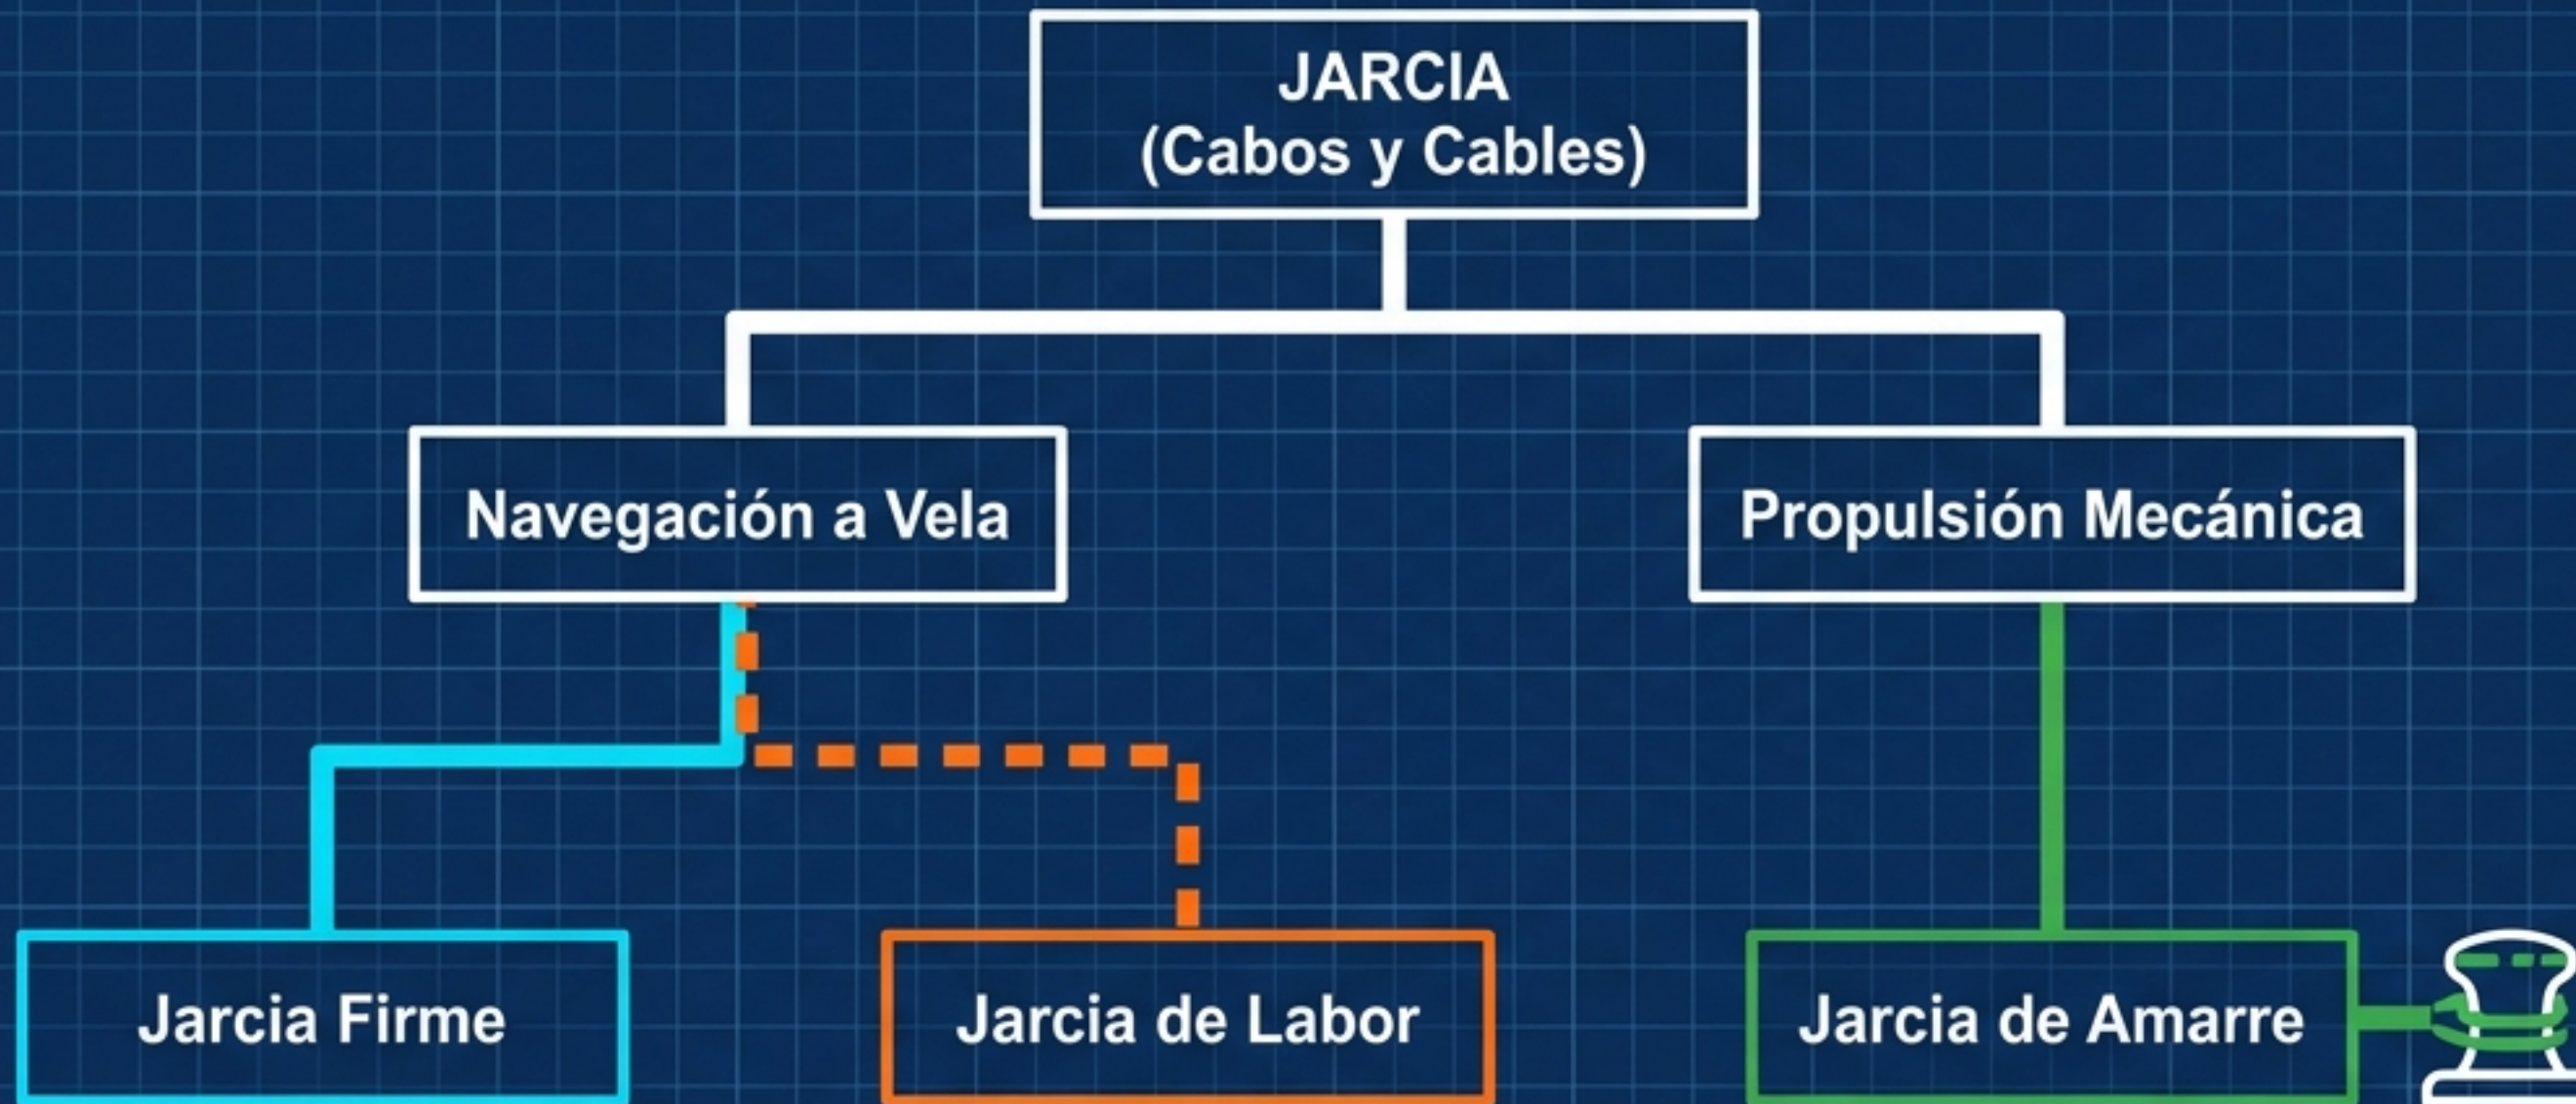 JARCIA
(Cabos y Cables)
Navegación a Vela
Propulsión Mecánica
Jarcia Firme
Jarcia de Labor
Jarcia de Amarre